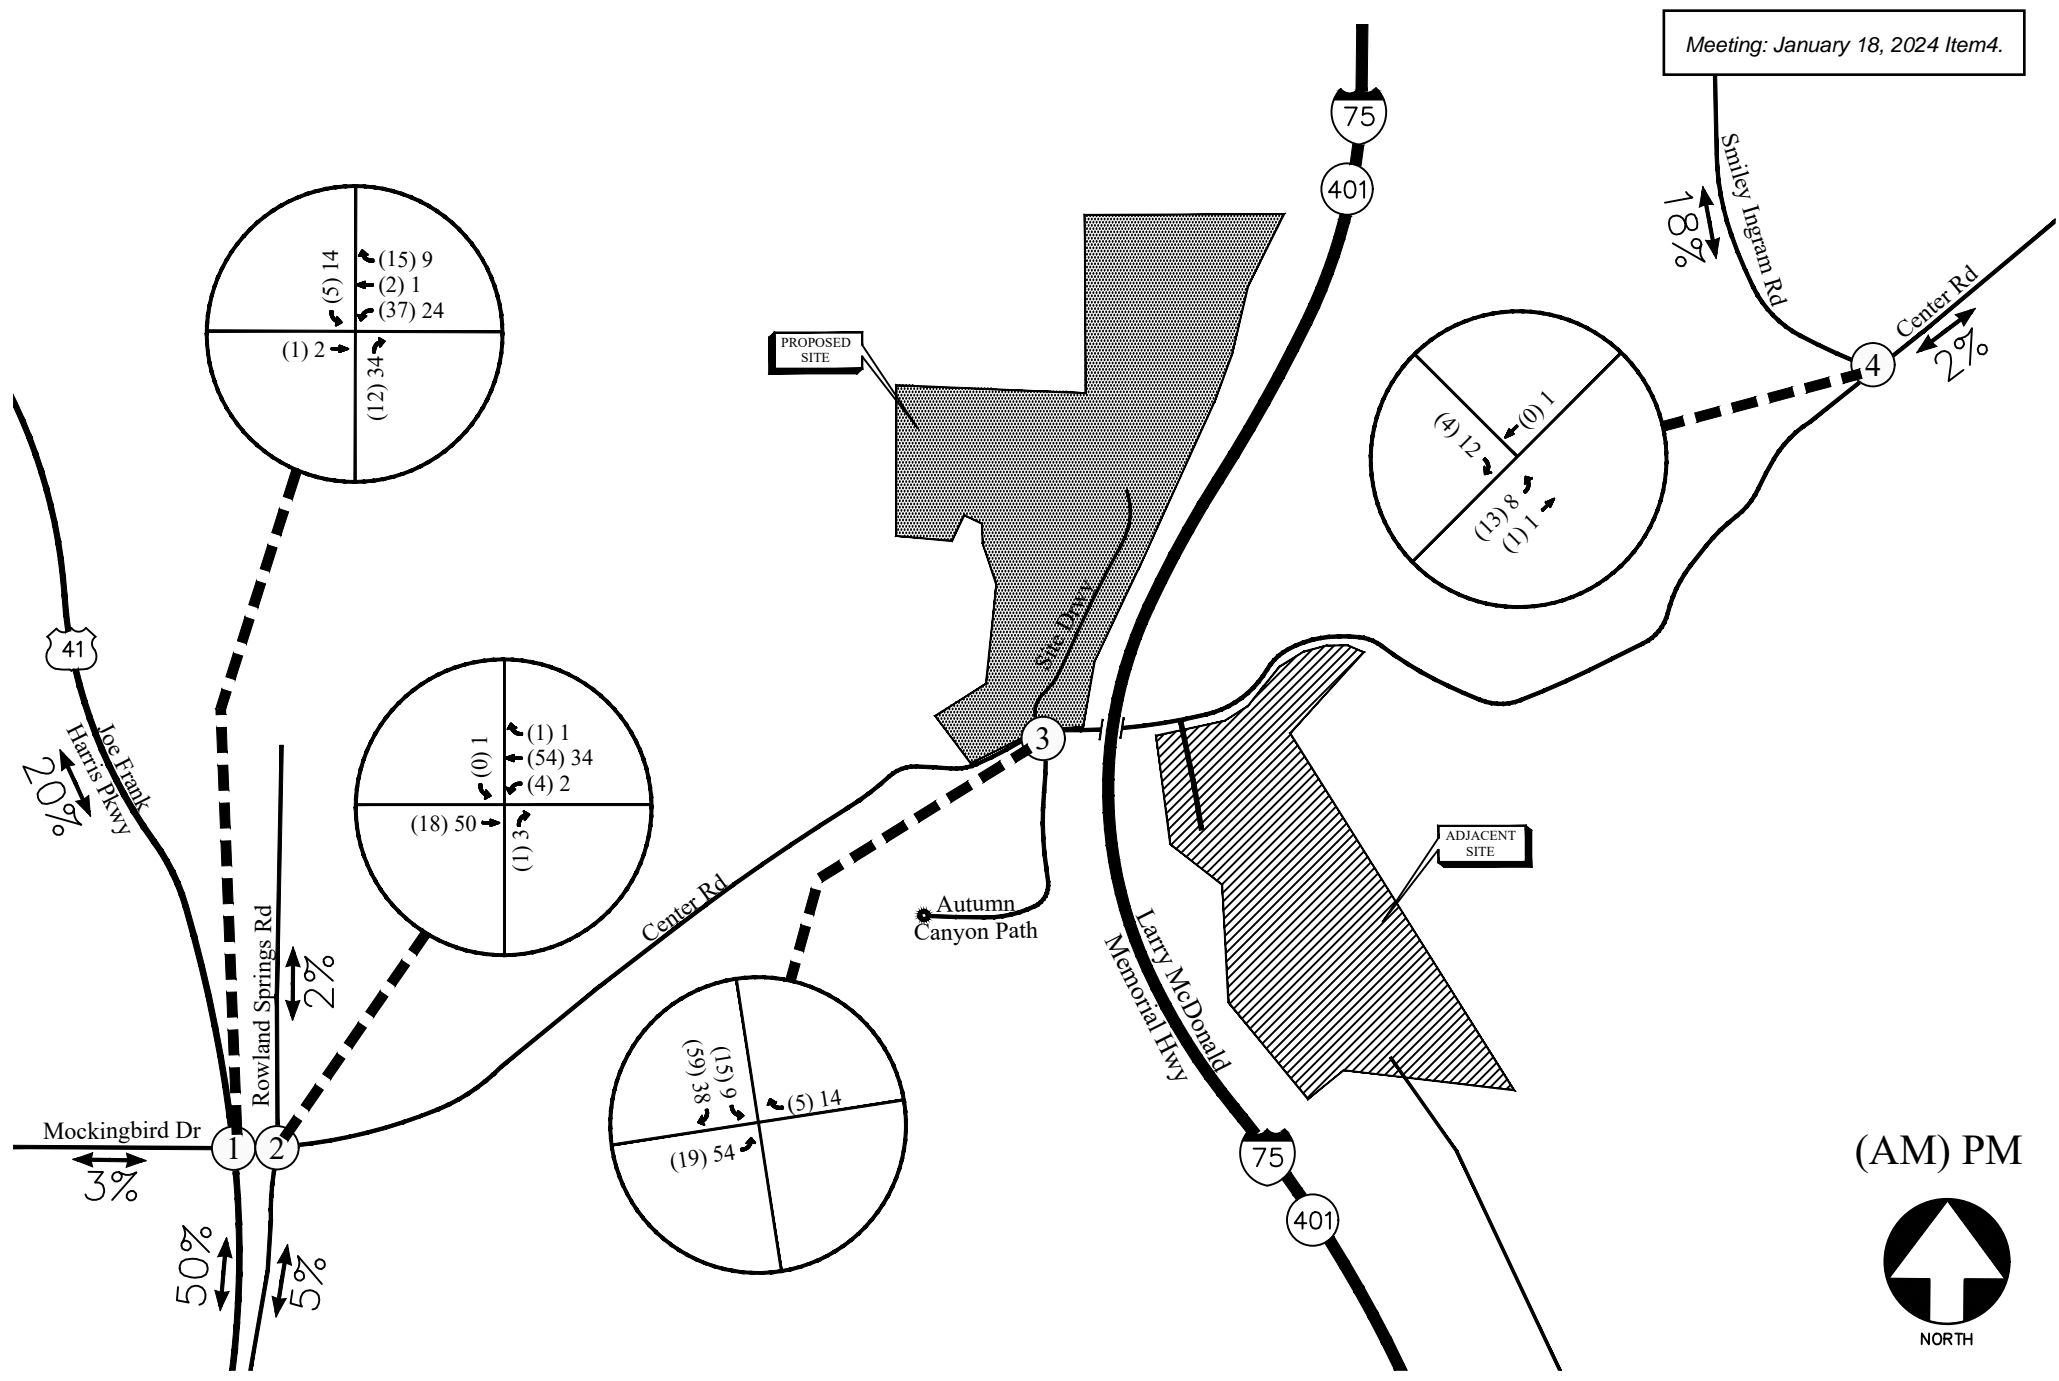 Meeting: January 18, 2024 Item4.
75
401
Smiley Ingram Rd
18%
Center Rd
2%
4
(15) 9
(2) 1
(37) 24
(5) 14
(1) 2
(12) 34
PROPOSED
SITE
(0) 1
(4) 12
(13) 8
(1) 1
41
Joe Frank
Harris Pkwy
20%
Site Drwy
(1) 1
(54) 34
(4) 2
(0) 1
(18) 50
(1) 3
3
ADJACENT
SITE
Center Rd
Autumn
Canyon Path
Larry McDonald
Memorial Hwy
Rowland Springs Rd
2%
(15) 9
(59) 38
(5) 14
(19) 54
Mockingbird Dr
3%
1
2
75
401
50%
5%
(AM) PM
NORTH